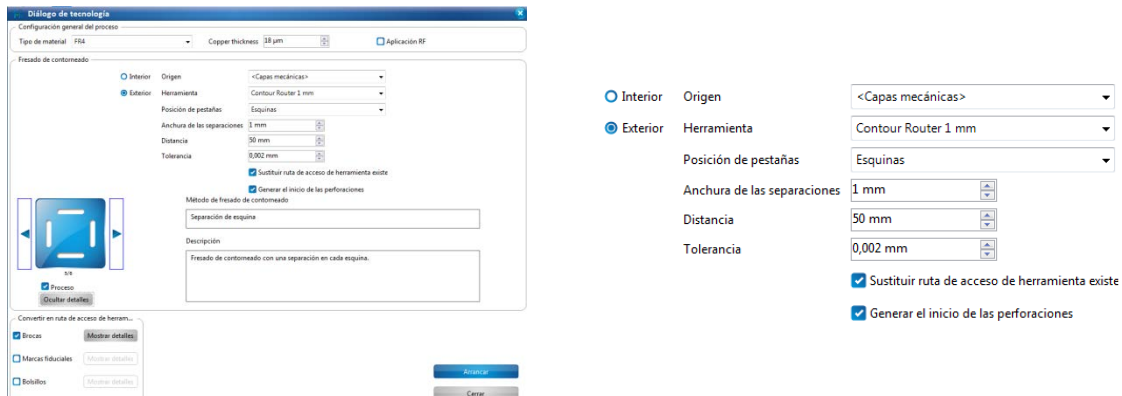 Diálogo de tecnología
Configuración general del proceso
Tipo de material FR4 Copper thickness 18 µm Aplicación RF
Fresado de contorneado
Interior Origen <Capas mecánicas>
Exterior Herramienta Contour Router 1 mm
Posición de pestañas Esquinas
Anchura de las separaciones 1 mm
Distancia 50 mm
Tolerancia 0,002 mm
Sustituir ruta de acceso de herramienta existe
Generar el inicio de las perforaciones
Método de fresado de contorneado
Separación de esquina
Descripción
Fresado de contorneado con una separación en cada esquina.
5/6
Proceso
Ocultar detalles
Convertir en ruta de acceso de herram...
Brocas Mostrar detalles
Marcas fiduciales Mostrar detalles
Bolsillos Mostrar detalles
Arrancar
Cerrar
Interior Origen <Capas mecánicas>
Exterior Herramienta Contour Router 1 mm
Posición de pestañas Esquinas
Anchura de las separaciones 1 mm
Distancia 50 mm
Tolerancia 0,002 mm
Sustituir ruta de acceso de herramienta existe
Generar el inicio de las perforaciones